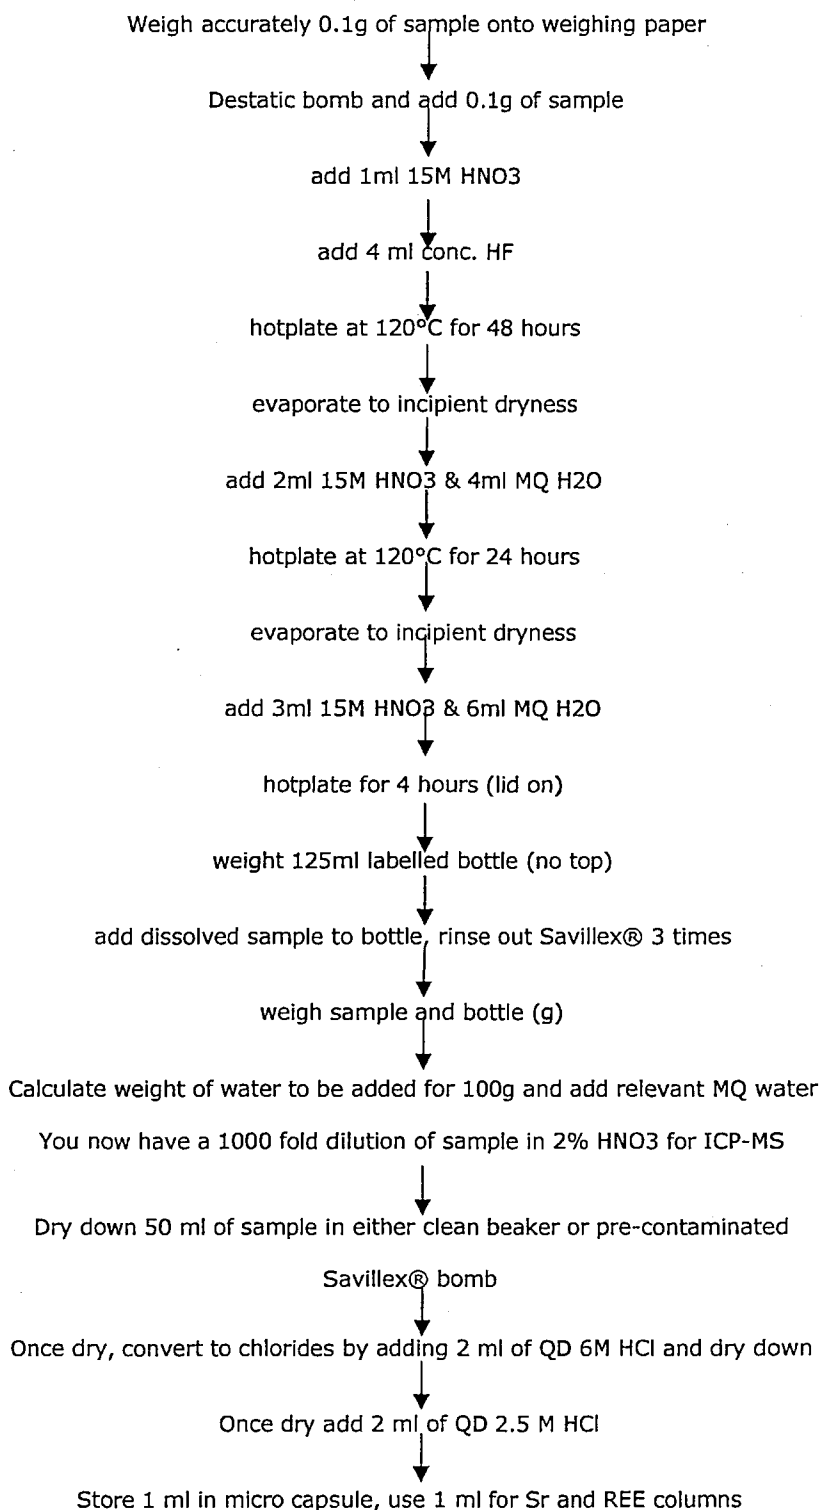 Weigh accurately 0.1g of sample onto weighing paper
Destatic bomb and add 0.1g of sample
add 1ml 15M HNO3
add 4 ml conc. HF
hotplate at 120°C for 48 hours
evaporate to incipient dryness
add 2ml 15M HNO3 & 4ml MQ H2O
hotplate at 120°C for 24 hours
evaporate to incipient dryness
add 3ml 15M HNO3 & 6ml MQ H2O
hotplate for 4 hours (lid on)
weight 125ml labelled bottle (no top)
add dissolved sample to bottle, rinse out Savillex® 3 times
weigh sample and bottle (g)
Calculate weight of water to be added for 100g and add relevant MQ water
You now have a 1000 fold dilution of sample in 2% HNO3 for ICP-MS
Dry down 50 ml of sample in either clean beaker or pre-contaminated
Savillex® bomb
Once dry, convert to chlorides by adding 2 ml of QD 6M HCl and dry down
Once dry add 2 ml of QD 2.5 M HCl
Store 1 ml in micro capsule, use 1 ml for Sr and REE columns